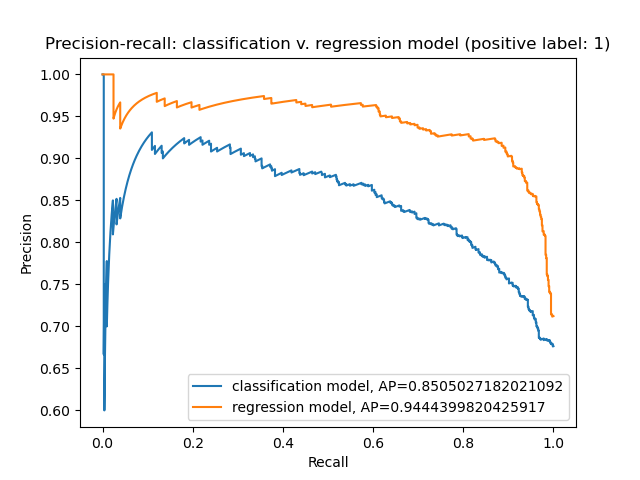 Precision-recall: classification v. regression model (positive label: 1)
1.00
0.95
0.90
0.85
0.80
0.75
0.70
0.65
0.60
Precision
classification model, AP=0.8505027182021092
regression model, AP=0.9444399820425917
0.0 0.2 0.4 0.6 0.8 1.0
Recall